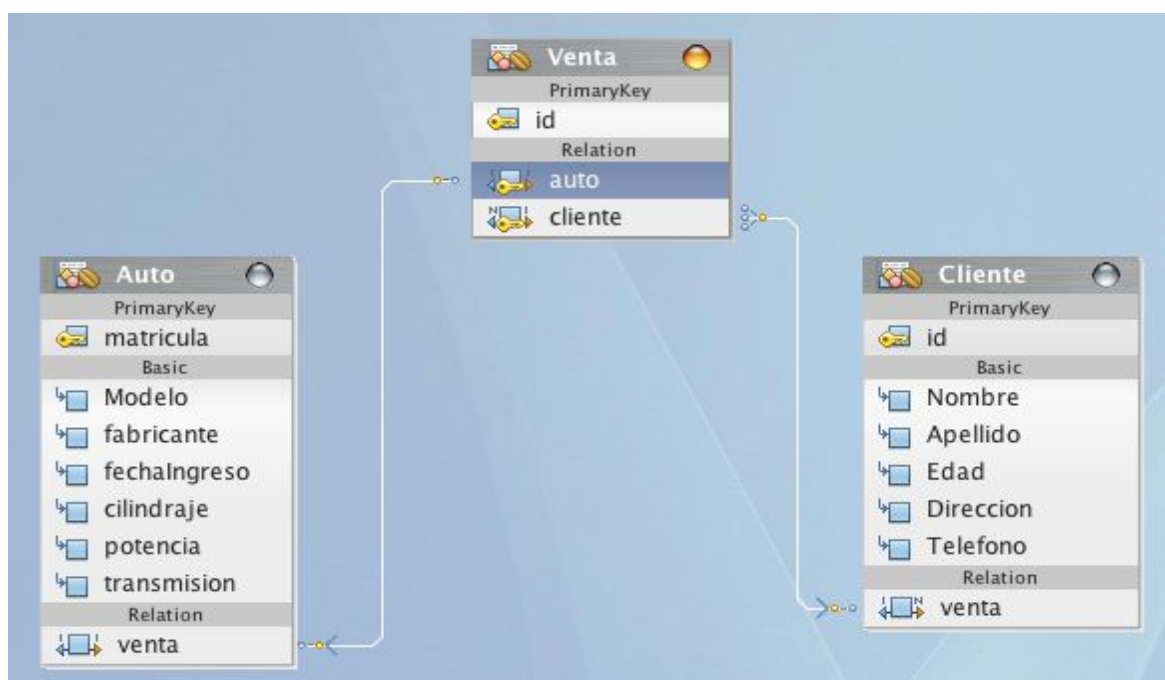 Venta
PrimaryKey
id
Relation
auto
cliente
Auto
PrimaryKey
matricula
Basic
Modelo
fabricante
fechaIngreso
cilindraje
potencia
transmision
Relation
venta
Cliente
PrimaryKey
id
Basic
Nombre
Apellido
Edad
Direccion
Telefono
Relation
venta